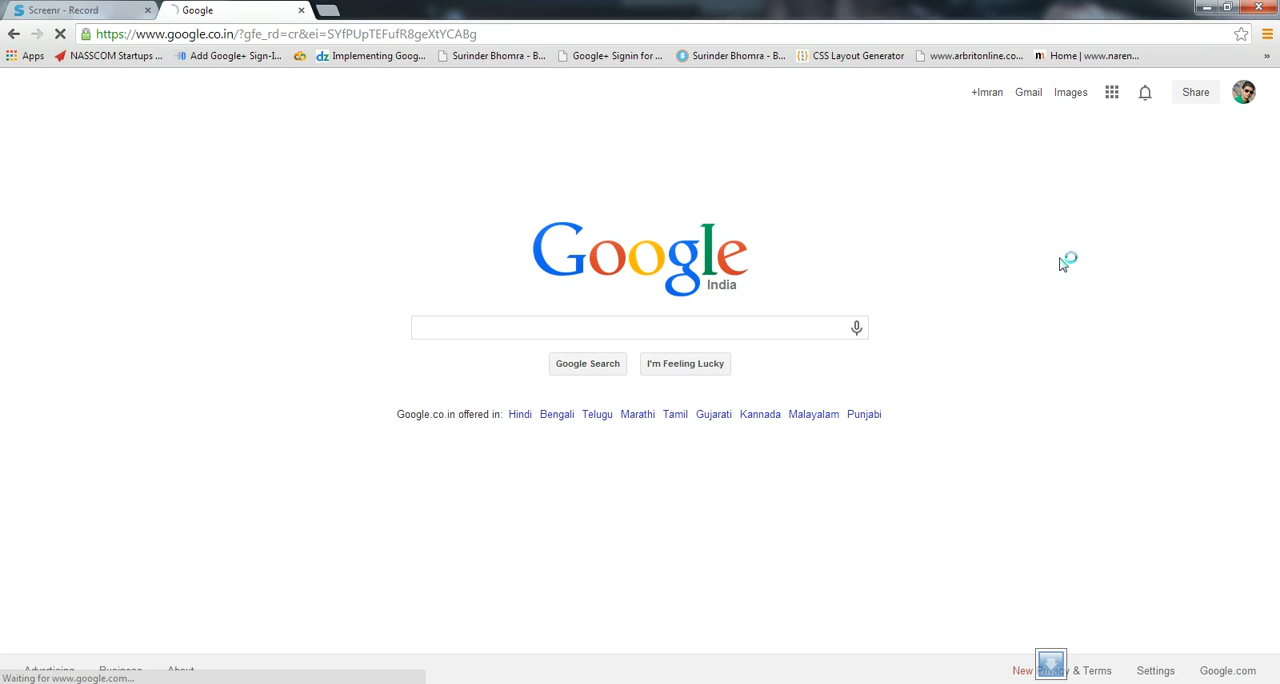 Screenr - Record
Google
https://www.google.co.in/?gfe_rd=cr&ei=SYfPUpTEFufR8geXtYCABg
Apps NASSCOM Startups ... Add Google+ Sign-I... Implementing Goog... Surinder Bhomra - B... Google+ Signin for ... Surinder Bhomra - B... CSS Layout Generator www.arbritonline.co... Home | www.naren... »
+Imran Gmail Images Share
Google
India
Google Search I'm Feeling Lucky
Google.co.in offered in: Hindi Bengali Telugu Marathi Tamil Gujarati Kannada Malayalam Punjabi
Advertising Business About New Privacy & Terms Settings Google.com
Waiting for www.google.com...